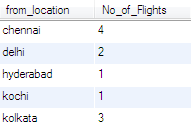 from_location No_of_Flights
chennai 4
delhi 2
hyderabad 1
kochi 1
kolkata 3